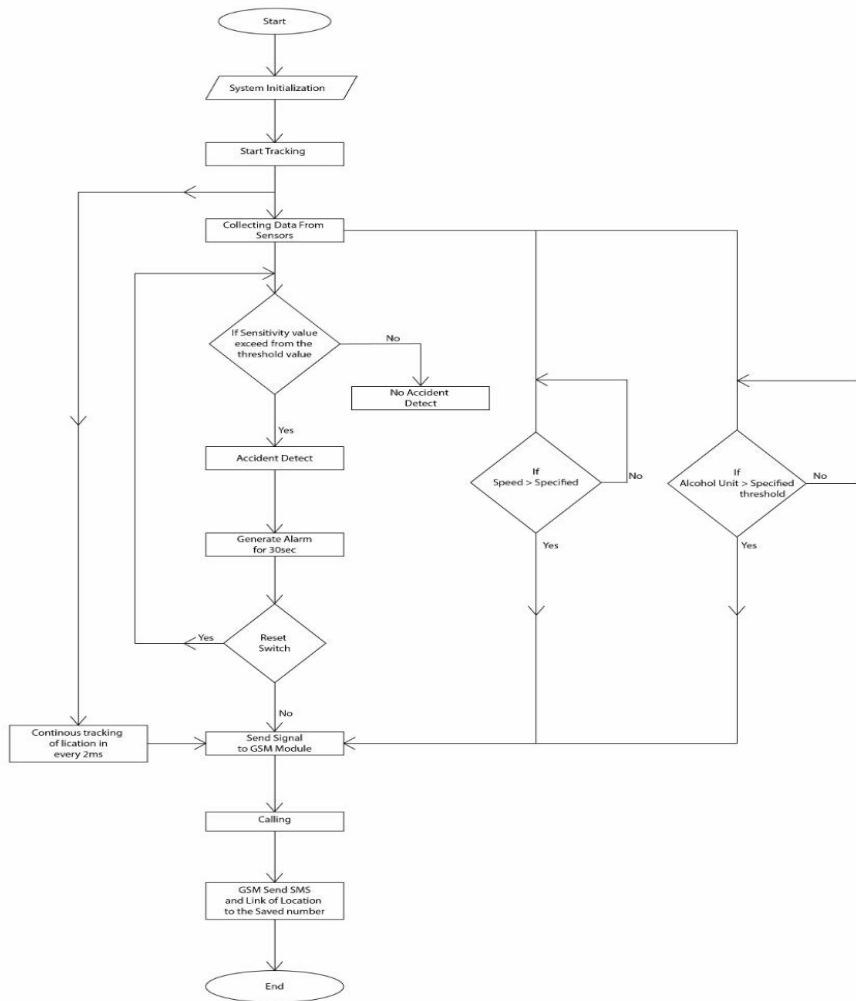 Start
System Initialization
Start Tracking
Collecting Data From
Sensors
If Sensitivity value
exceed from the
threshold value
No
No Accident
Detect
Yes
Accident Detect
If
Speed > Specified
No
Yes
If
Alcohol Unit > Specified
threshold
No
Yes
Generate Alarm
for 30sec
Reset
Switch
Yes
No
Continous tracking
of lication in
every 2ms
Send Signal
to GSM Module
Calling
GSM Send SMS
and Link of Location
to the Saved number
End